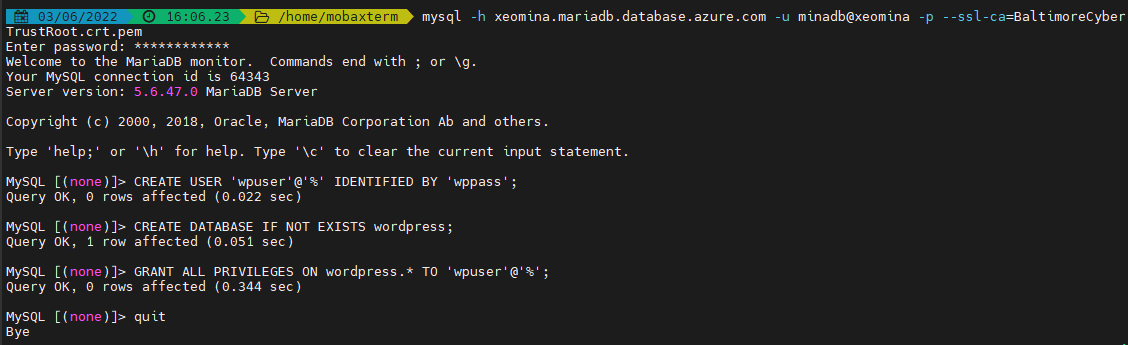 03/06/2022 16:06.23 /home/mobaxterm mysql -h xeomina.mariadb.database.azure.com -u minadb@xeomina -p --ssl-ca=BaltimoreCyber
TrustRoot.crt.pem
Enter password: ************
Welcome to the MariaDB monitor.  Commands end with ; or \g.
Your MySQL connection id is 64343
Server version: 5.6.47.0 MariaDB Server
Copyright (c) 2000, 2018, Oracle, MariaDB Corporation Ab and others.
Type 'help;' or '\h' for help. Type '\c' to clear the current input statement.
MySQL [(none)]> CREATE USER 'wpuser'@'%' IDENTIFIED BY 'wppass';
Query OK, 0 rows affected (0.022 sec)
MySQL [(none)]> CREATE DATABASE IF NOT EXISTS wordpress;
Query OK, 1 row affected (0.051 sec)
MySQL [(none)]> GRANT ALL PRIVILEGES ON wordpress.* TO 'wpuser'@'%';
Query OK, 0 rows affected (0.344 sec)
MySQL [(none)]> quit
Bye